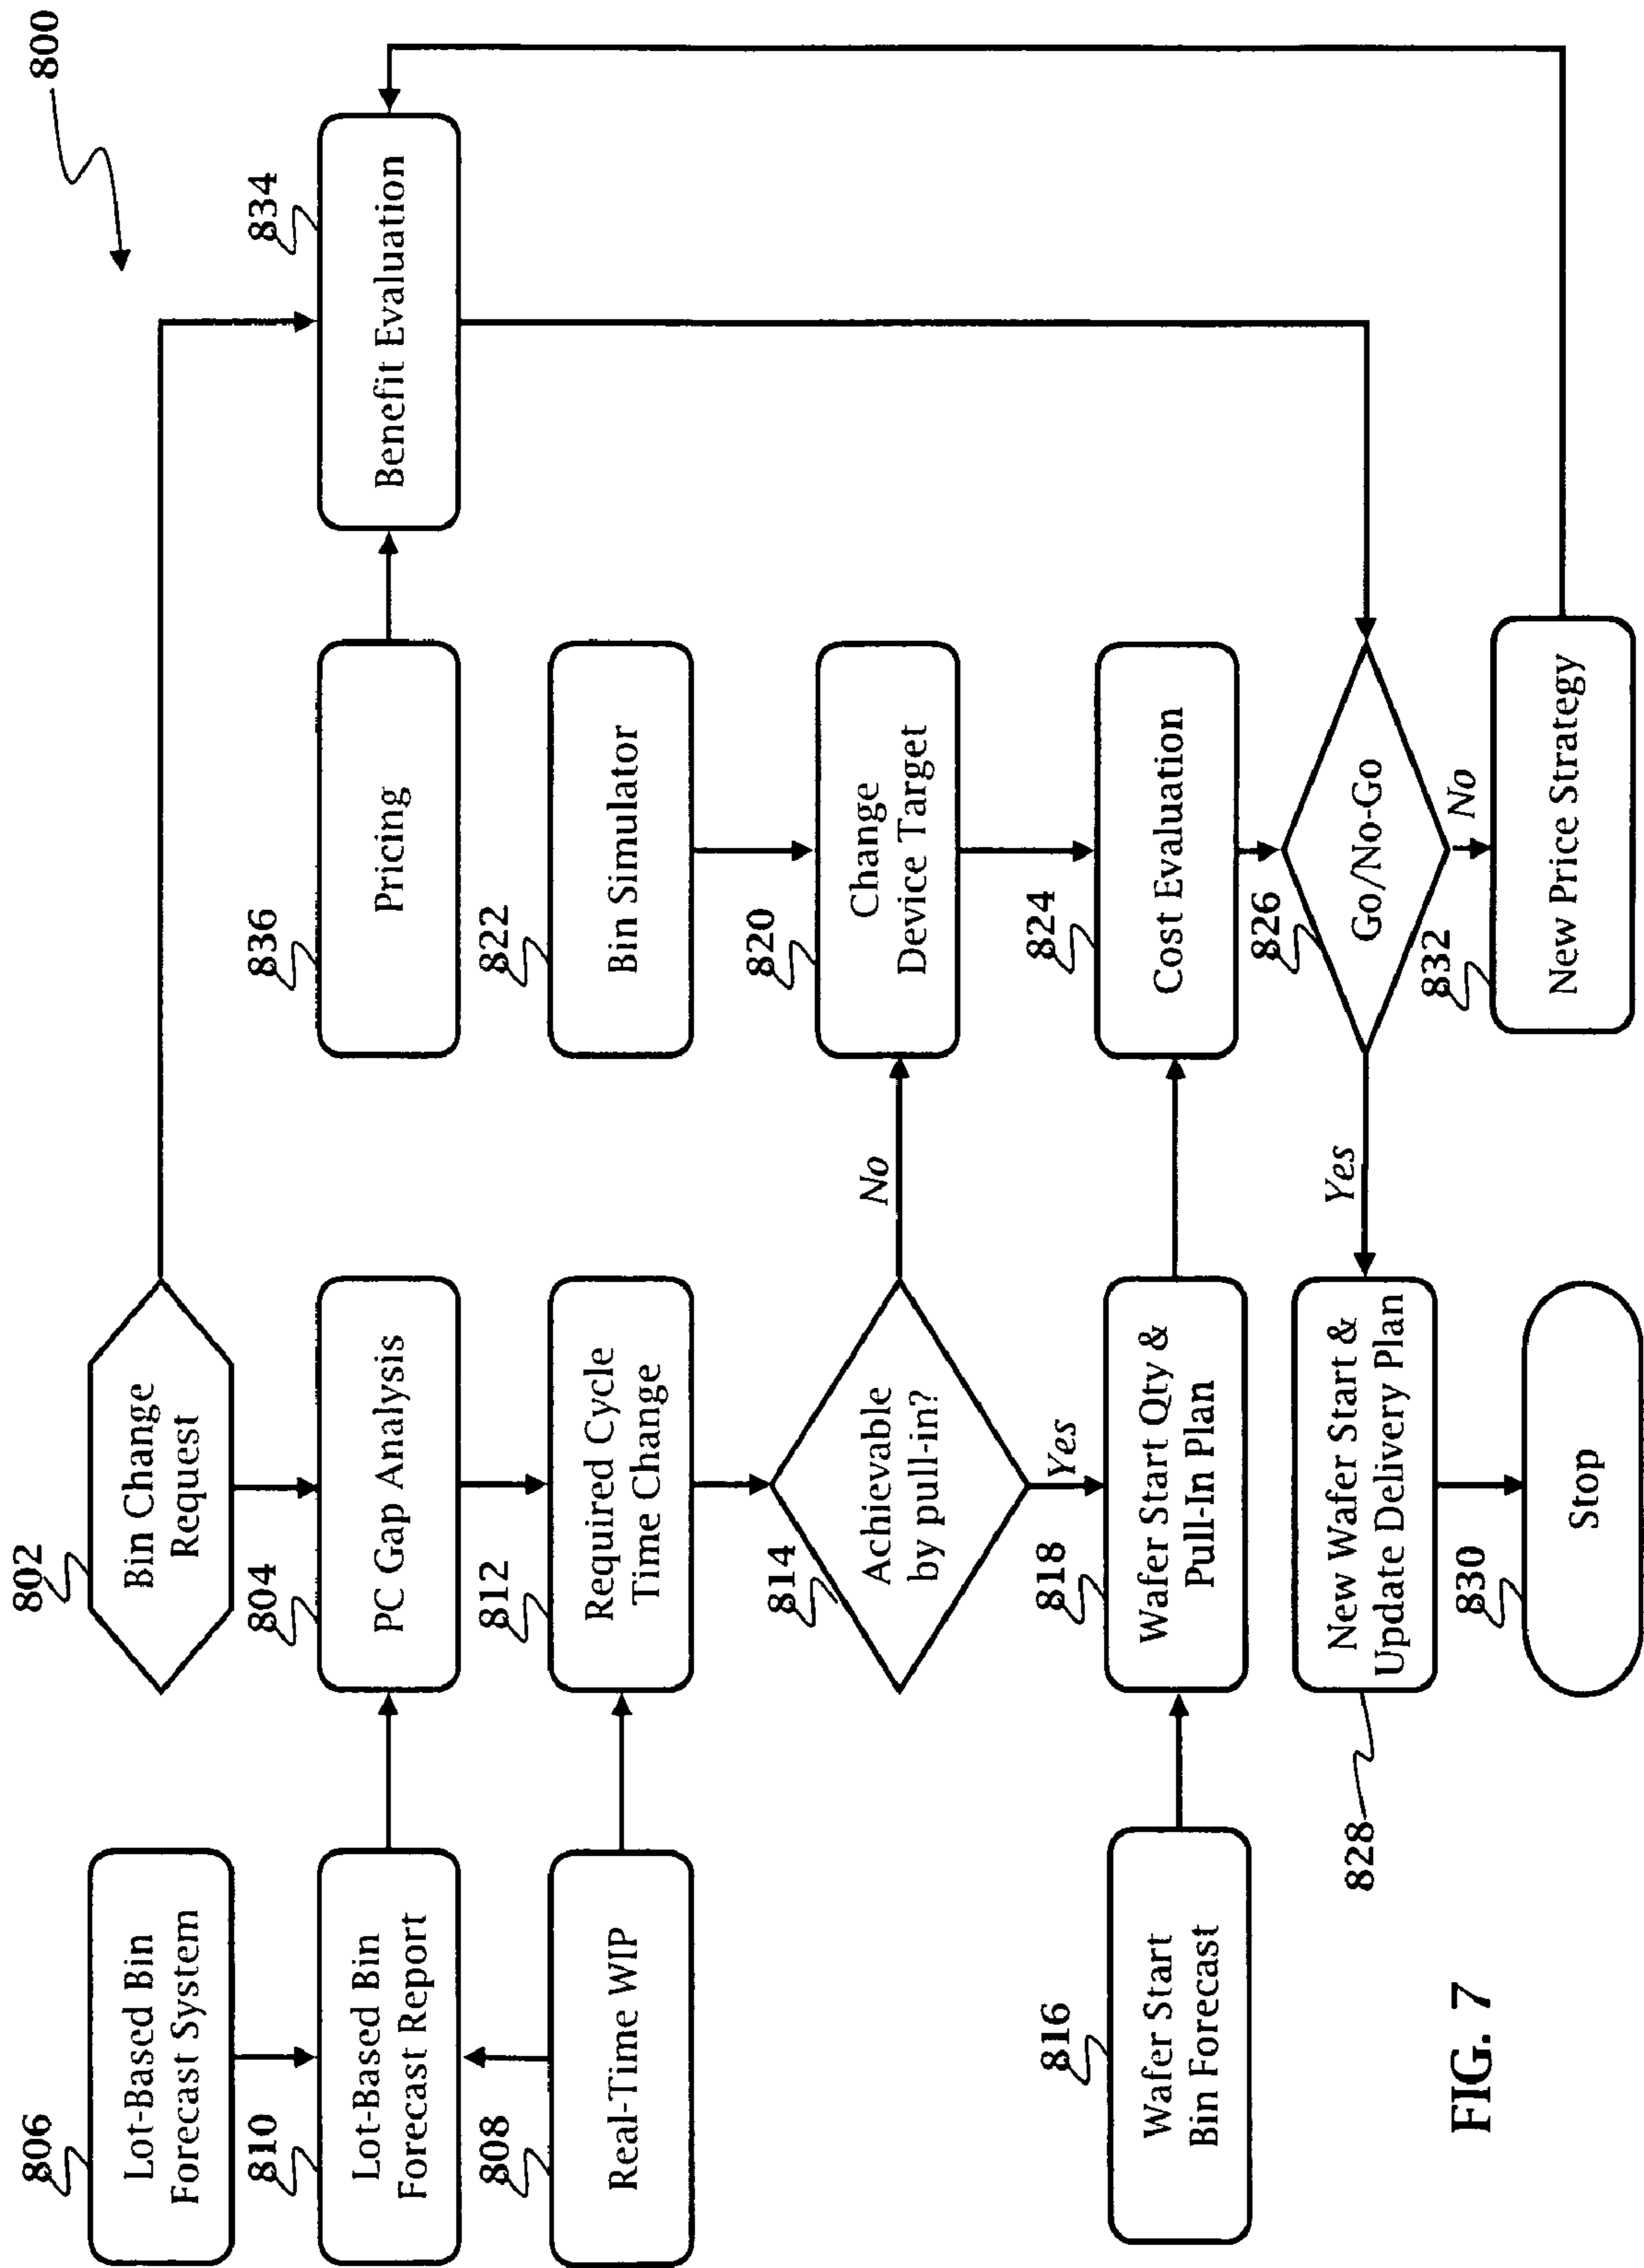 800
802
Bin Change
Request
806
Lot-Based Bin
Forecast System
804
PC Gap Analysis
810
Lot-Based Bin
Forecast Report
836
Pricing
834
Benefit Evaluation
808
Real-Time WIP
812
Required Cycle
Time Change
822
Bin Simulator
814
Achievable
by pull-in?
No
Yes
820
Change
Device Target
816
Wafer Start
Bin Forecast
818
Wafer Start Qty &
Pull-In Plan
824
Cost Evaluation
826
Go/No-Go
Yes
No
828
New Wafer Start &
Update Delivery Plan
832
New Price Strategy
830
Stop
FIG. 7